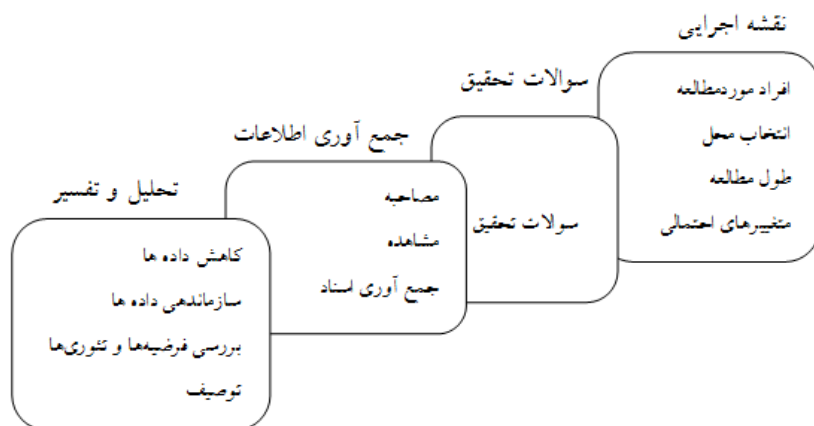 نقشه اجرایی
افراد موردمطالعه
انتخاب محل
طول مطالعه
متغییرهای احتمالی
سوالات تحقیق
سوالات تحقیق
جمع آوری اطلاعات
مصاحبه
مشاهده
جمع آوری اسناد
تحلیل و تفسیر
کاهش داده ها
سازماندهی داده ها
بررسی فرضیه‌ها و تئوری‌ها
توصیف